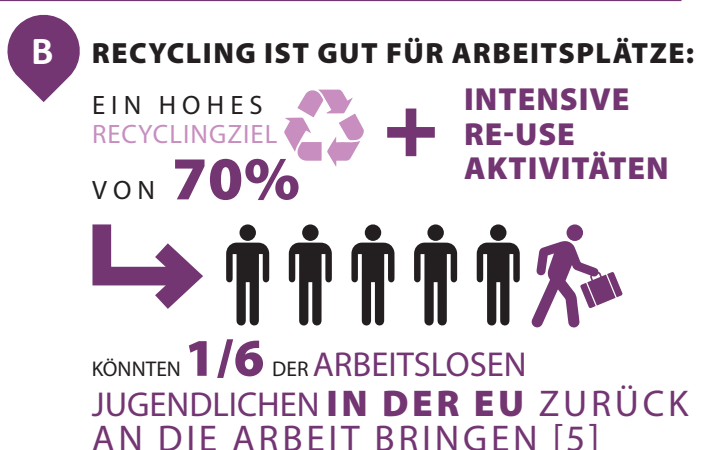 B
RECYCLING IST GUT FÜR ARBEITSPLÄTZE:
EIN HOHES
RECYCLINGZIEL
VON 70%
+
INTENSIVE
RE-USE
AKTIVITÄTEN
KÖNNTEN 1/6 DER ARBEITSLOSEN
JUGENDLICHEN IN DER EU ZURÜCK
AN DIE ARBEIT BRINGEN [5]